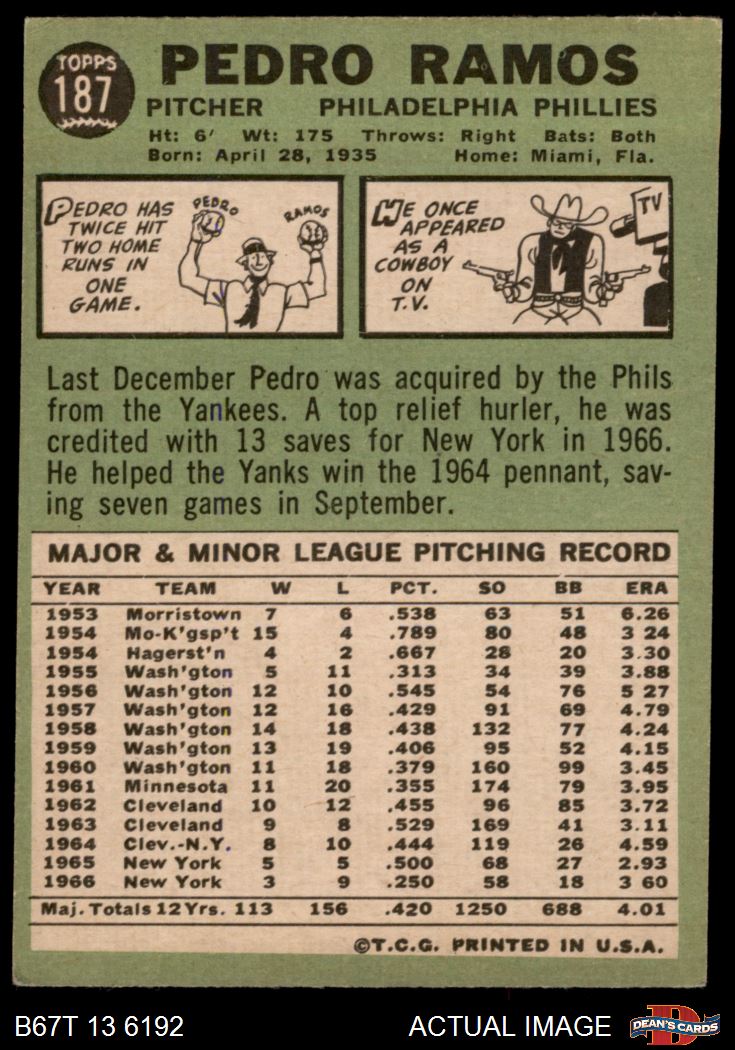 TOPPS
187
PEDRO RAMOS
PITCHER PHILADELPHIA PHILLIES
Ht: 6' Wt: 175 Throws: Right Bats: Both
Born: April 28, 1935 Home: Miami, Fla.
PEDRO HAS
TWICE HIT
TWO HOME
RUNS IN
ONE
GAME.
PEDRO
RAMOS
HE ONCE
APPEARED
AS A
COWBOY
ON
T.V.
TV
Last December Pedro was acquired by the Phils
from the Yankees. A top relief hurler, he was
credited with 13 saves for New York in 1966.
He helped the Yanks win the 1964 pennant, sav-
ing seven games in September.
MAJOR & MINOR LEAGUE PITCHING RECORD
YEAR TEAM W L PCT. SO BB ERA
1953 Morristown 7 6 .538 63 51 6.26
1954 Mo-K'gsp't 15 4 .789 80 48 3 24
1954 Hagerst'n 4 2 .667 28 20 3.30
1955 Wash'gton 5 11 .313 34 39 3.88
1956 Wash'gton 12 10 .545 54 76 5 27
1957 Wash'gton 12 16 .429 91 69 4.79
1958 Wash'gton 14 18 .438 132 77 4.24
1959 Wash'gton 13 19 .406 95 52 4.15
1960 Wash'gton 11 18 .379 160 99 3.45
1961 Minnesota 11 20 .355 174 79 3.95
1962 Cleveland 10 12 .455 96 85 3.72
1963 Cleveland 9 8 .529 169 41 3.11
1964 Clev.-N.Y. 8 10 .444 119 26 4.59
1965 New York 5 5 .500 68 27 2.93
1966 New York 3 9 .250 58 18 3 60
Maj. Totals 12 Yrs. 113 156 .420 1250 688 4.01
©T.C.G. PRINTED IN U.S.A.
B67T 13 6192 ACTUAL IMAGE
D
DEAN'S CARDS